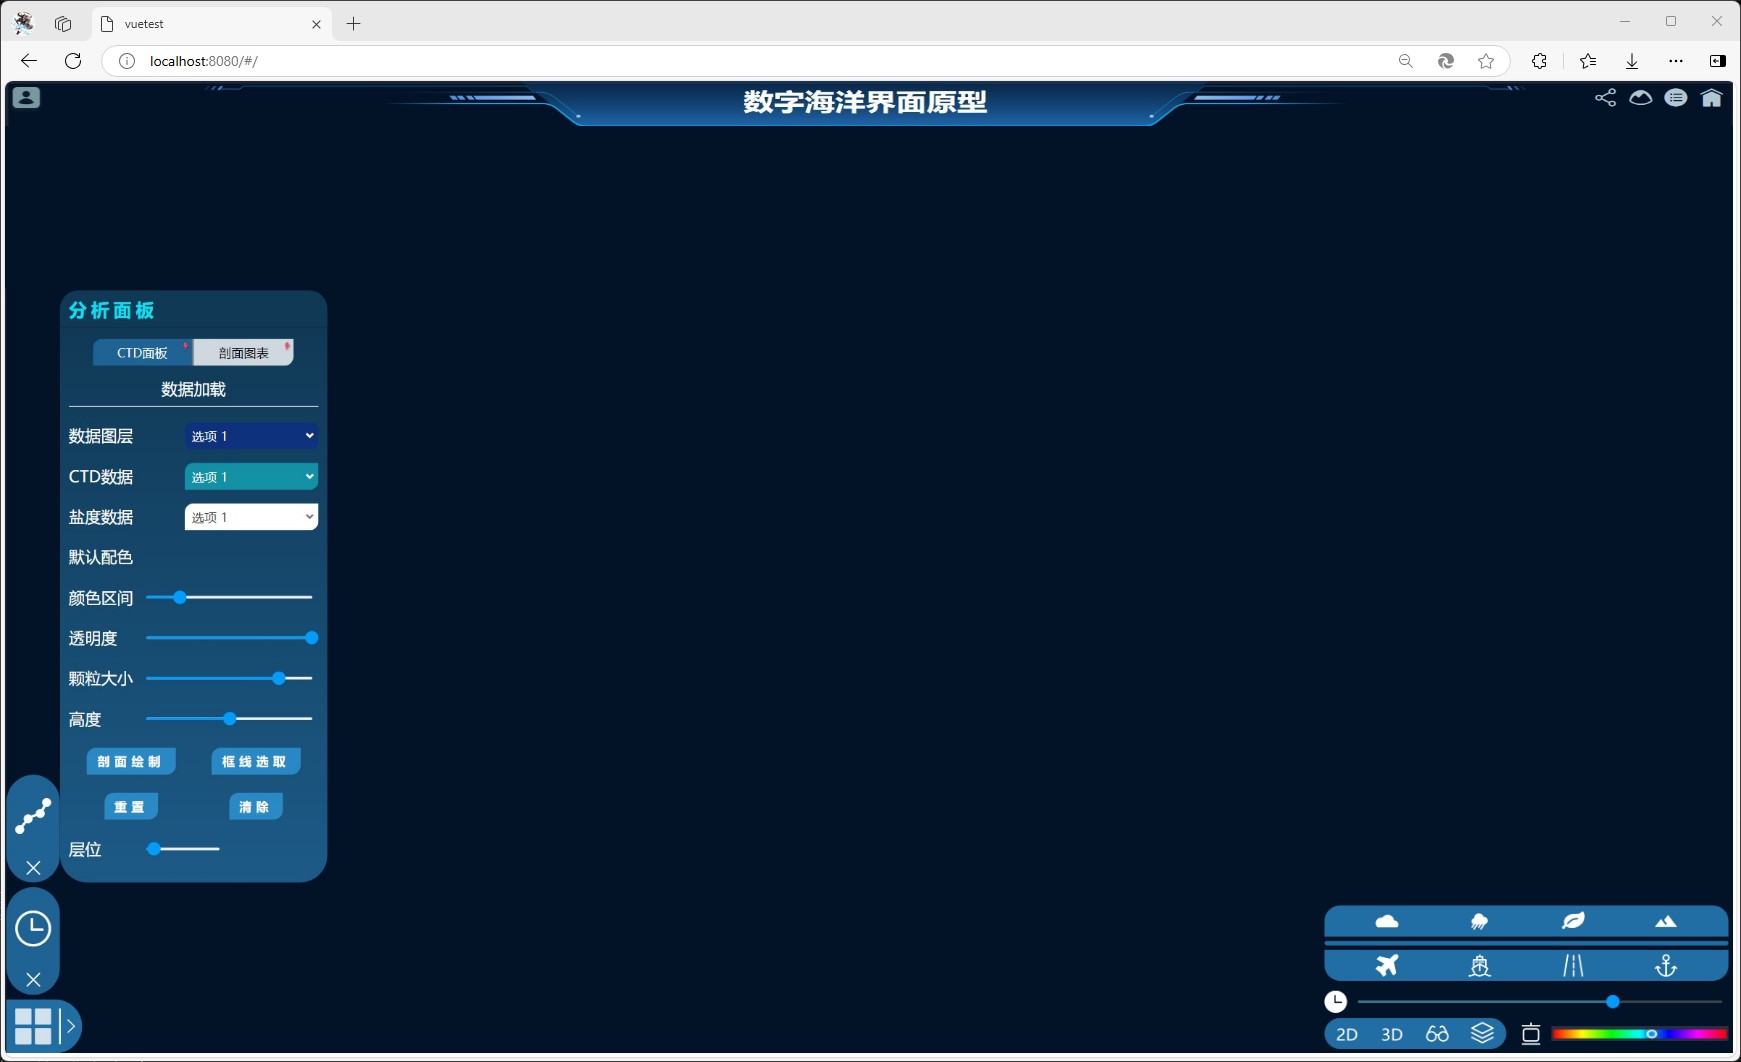 vuetest
localhost:8080/#/
数字海洋界面原型
分析面板
CTD面板 剖面图表
数据加载
数据图层 选项 1
CTD数据 选项 1
盐度数据 选项 1
默认配色
颜色区间
透明度
颗粒大小
高度
剖面绘制 框线选取
重置 清除
层位
2D 3D